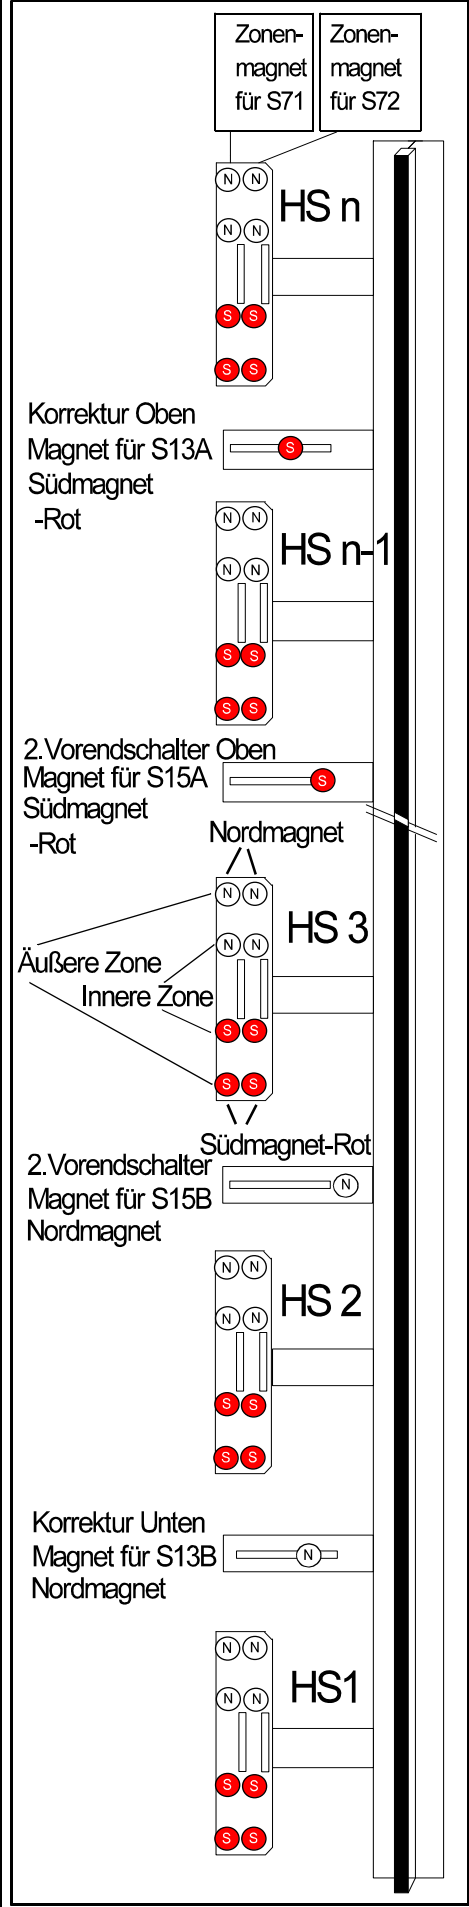 Zonen-
magnet
für S71
Zonen-
magnet
für S72
N N
HS n
N N
S S
S S
Korrektur Oben
Magnet für S13A
Südmagnet
-Rot
S
N N
HS n-1
N N
S S
S S
2.Vorendschalter Oben
Magnet für S15A
Südmagnet
-Rot
S
Nordmagnet
N N
HS 3
N N
Äußere Zone
Innere Zone
S S
S S
Südmagnet-Rot
2.Vorendschalter
Magnet für S15B
Nordmagnet
N
N N
HS 2
N N
S S
S S
Korrektur Unten
Magnet für S13B
Nordmagnet
N
N N
HS1
N N
S S
S S